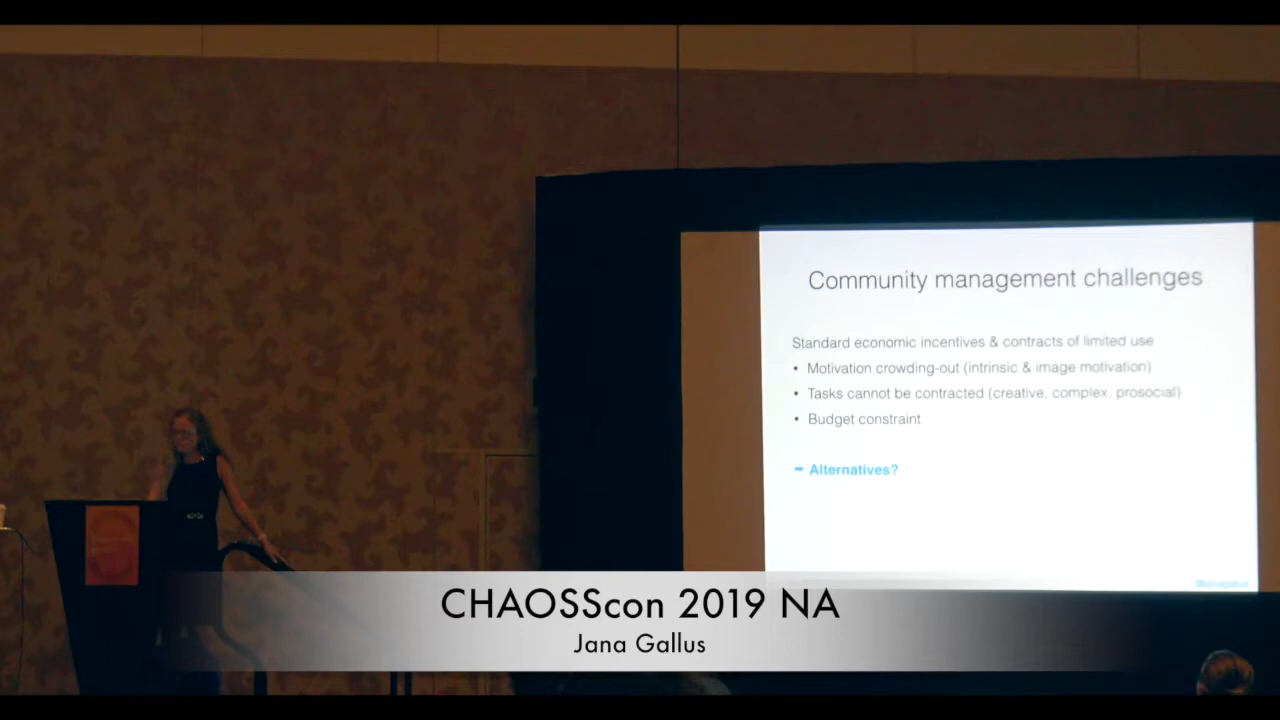 Community management challenges
Standard economic incentives & contracts of limited use
• Motivation crowding-out (intrinsic & image motivation)
• Tasks cannot be contracted (creative, complex, prosocial)
• Budget constraint
Alternatives?
CHAOSScon 2019 NA
Jana Gallus